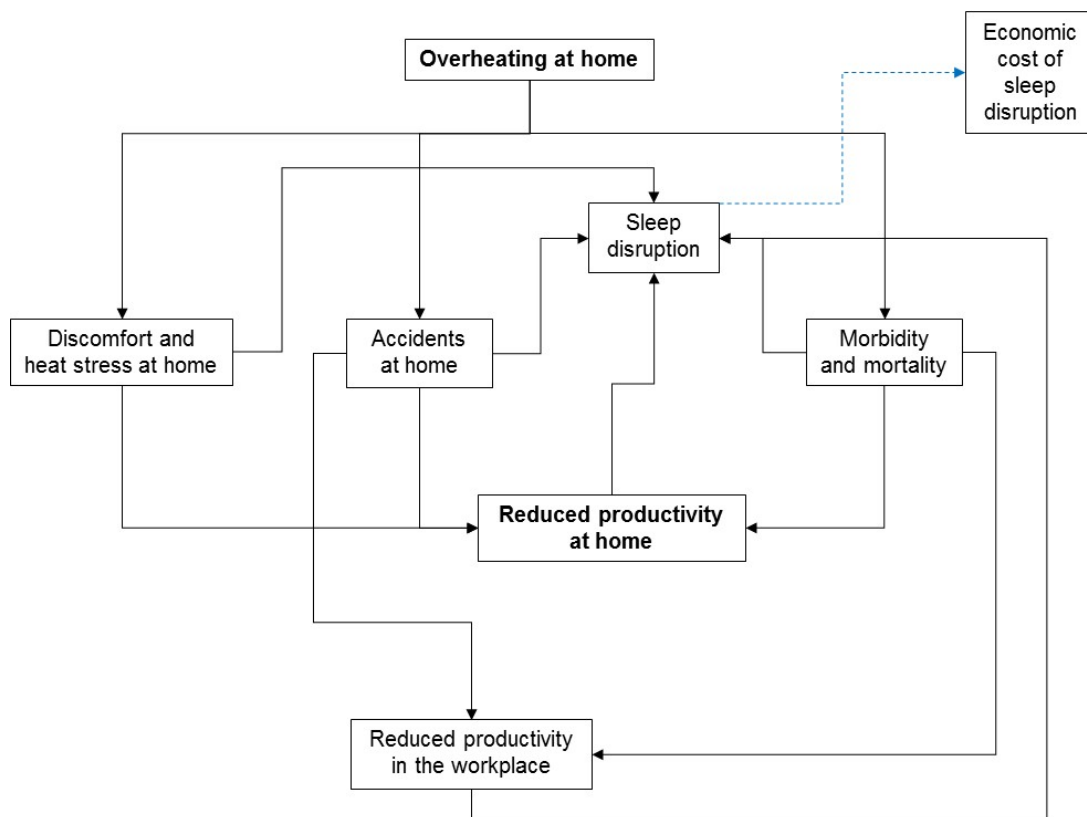 Overheating at home
Economic
cost of
sleep
disruption
Sleep
disruption
Discomfort and
heat stress at home
Accidents
at home
Morbidity
and mortality
Reduced productivity
at home
Reduced productivity
in the workplace